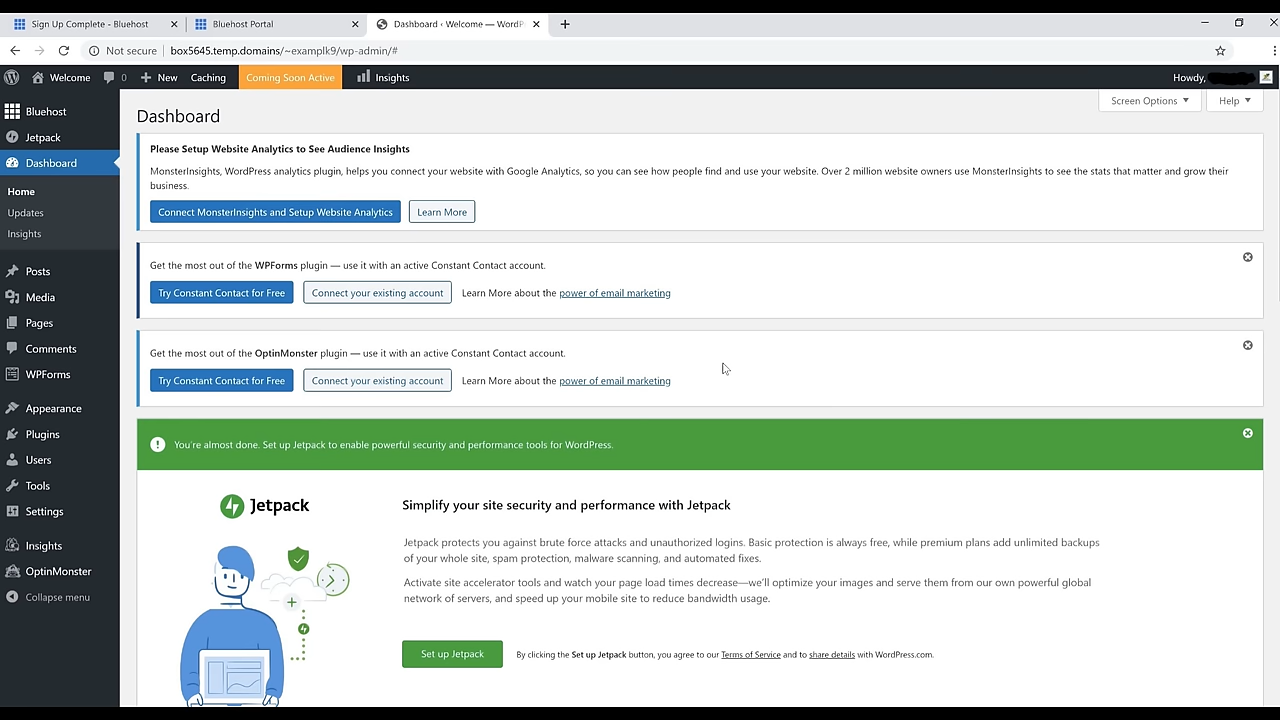 Sign Up Complete - Bluehost
Bluehost Portal
Dashboard ‹ Welcome — WordP
Not secure
box5645.temp.domains/~examplk9/wp-admin/#
Welcome
0
New
Caching
Coming Soon Active
Insights
Howdy,
Bluehost
Jetpack
Dashboard
Home
Updates
Insights
Posts
Media
Pages
Comments
WPForms
Appearance
Plugins
Users
Tools
Settings
Insights
OptinMonster
Collapse menu
Screen Options
Help
Dashboard
Please Setup Website Analytics to See Audience Insights
MonsterInsights, WordPress analytics plugin, helps you connect your website with Google Analytics, so you can see how people find and use your website. Over 2 million website owners use MonsterInsights to see the stats that matter and grow their
business.
Connect MonsterInsights and Setup Website Analytics
Learn More
Get the most out of the WPForms plugin — use it with an active Constant Contact account.
Try Constant Contact for Free
Connect your existing account
Learn More about the power of email marketing
Get the most out of the OptinMonster plugin — use it with an active Constant Contact account.
Try Constant Contact for Free
Connect your existing account
Learn More about the power of email marketing
You're almost done. Set up Jetpack to enable powerful security and performance tools for WordPress.
Jetpack
Simplify your site security and performance with Jetpack
Jetpack protects you against brute force attacks and unauthorized logins. Basic protection is always free, while premium plans add unlimited backups
of your whole site, spam protection, malware scanning, and automated fixes.
Activate site accelerator tools and watch your page load times decrease—we'll optimize your images and serve them from our own powerful global
network of servers, and speed up your mobile site to reduce bandwidth usage.
Set up Jetpack
By clicking the Set up Jetpack button, you agree to our Terms of Service and to share details with WordPress.com.